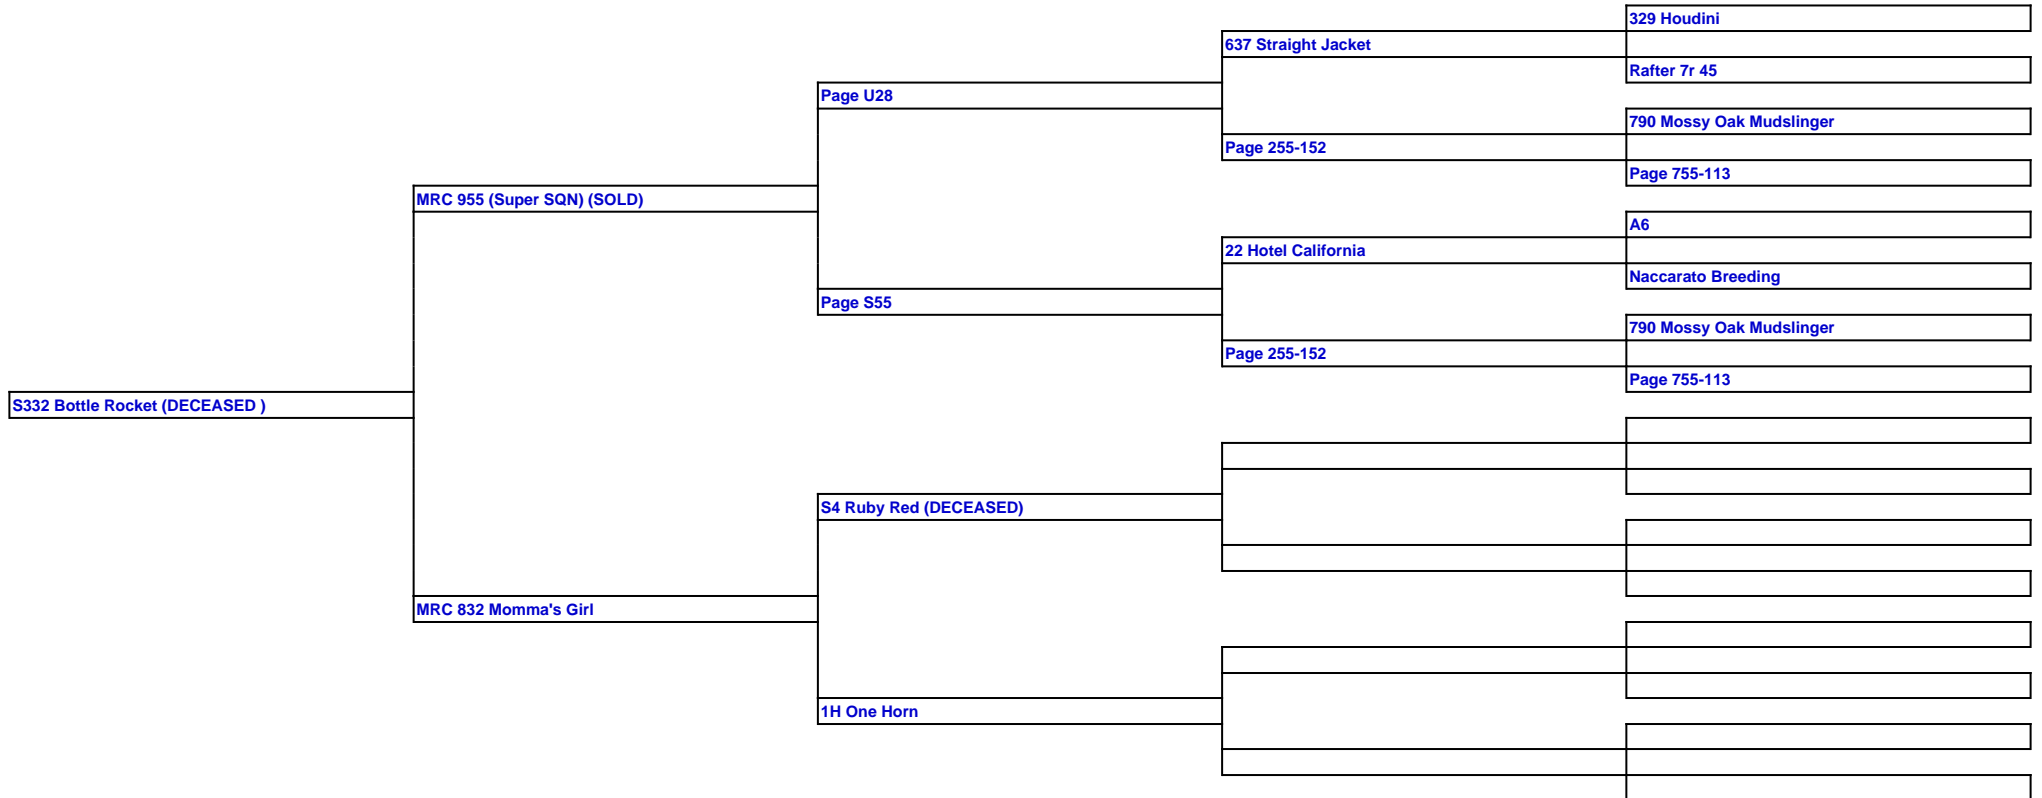 329 Houdini
637 Straight Jacket
Rafter 7r 45
Page U28
790 Mossy Oak Mudslinger
Page 255-152
Page 755-113
MRC 955 (Super SQN) (SOLD)
A6
22 Hotel California
Naccarato Breeding
Page S55
790 Mossy Oak Mudslinger
Page 255-152
Page 755-113
S332 Bottle Rocket (DECEASED )
S4 Ruby Red (DECEASED)
MRC 832 Momma's Girl
1H One Horn